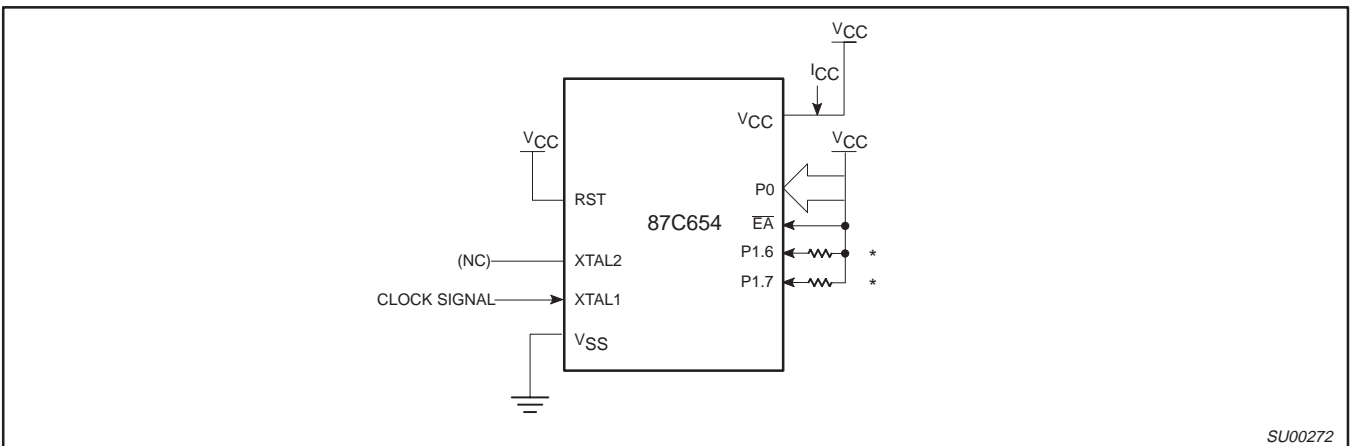 VCC
ICC
VCC
VCC
VCC
P0
RST
87C654
EA
P1.6
*
(NC)
XTAL2
P1.7
*
CLOCK SIGNAL
XTAL1
VSS
SU00272